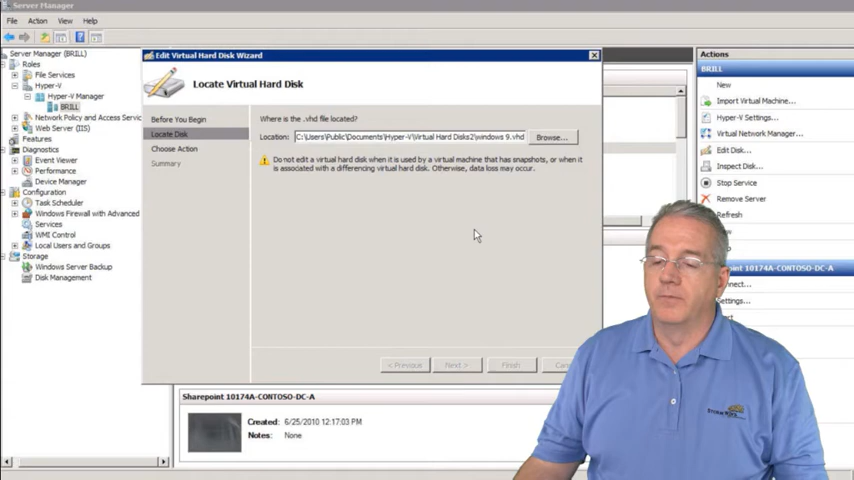 Server Manager
File Action View Help
Server Manager (BRILL)
Roles
File Services
Hyper-V
Hyper-V Manager
BRILL
Network Policy and Access Servic
Web Server (IIS)
Features
Diagnostics
Event Viewer
Performance
Device Manager
Configuration
Task Scheduler
Windows Firewall with Advanced
Services
WMI Control
Local Users and Groups
Storage
Windows Server Backup
Disk Management
Edit Virtual Hard Disk Wizard
Locate Virtual Hard Disk
Before You Begin
Locate Disk
Choose Action
Summary
Where is the .vhd file located?
Location: C:\Users\Public\Documents\Hyper-V\Virtual Hard Disks2\windows 9.vhd Browse...
Do not edit a virtual hard disk when it is used by a virtual machine that has snapshots, or when it
is associated with a differencing virtual hard disk. Otherwise, data loss may occur.
< Previous Next > Finish
Sharepoint 10174A-CONTOSO-DC-A
Created: 6/25/2010 12:17:03 PM
Notes: None
Actions
BRILL
New
Import Virtual Machine...
Hyper-V Settings...
Virtual Network Manager...
Edit Disk...
Inspect Disk...
Stop Service
Remove Server
Refresh
point 10174A-CONTOSO-DC-A
nnect...
ettings...